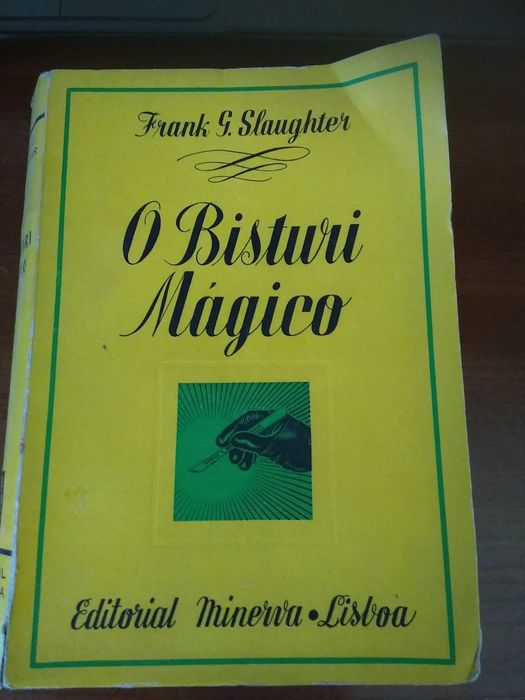 Frank G. Slaughter
O Bisturi
Mágico
Editorial Minerva • Lisboa